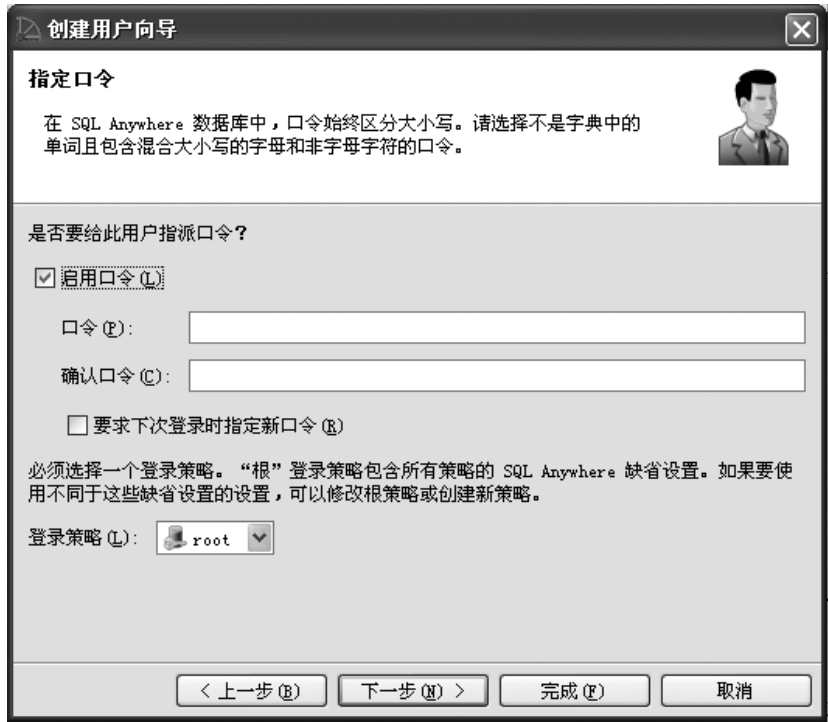 创建用户向导
指定口令
在 SQL Anywhere 数据库中，口令始终区分大小写。请选择不是字典中的
单词且包含混合大小写的字母和非字母字符的口令。
是否要给此用户指派口令？
启用口令(L)
口令(P):
确认口令(C):
要求下次登录时指定新口令(R)
必须选择一个登录策略。“根”登录策略包含所有策略的 SQL Anywhere 缺省设置。如果要使
用不同于这些缺省设置的设置，可以修改根策略或创建新策略。
登录策略(L): root
< 上一步(B) 下一步(N) > 完成(F) 取消